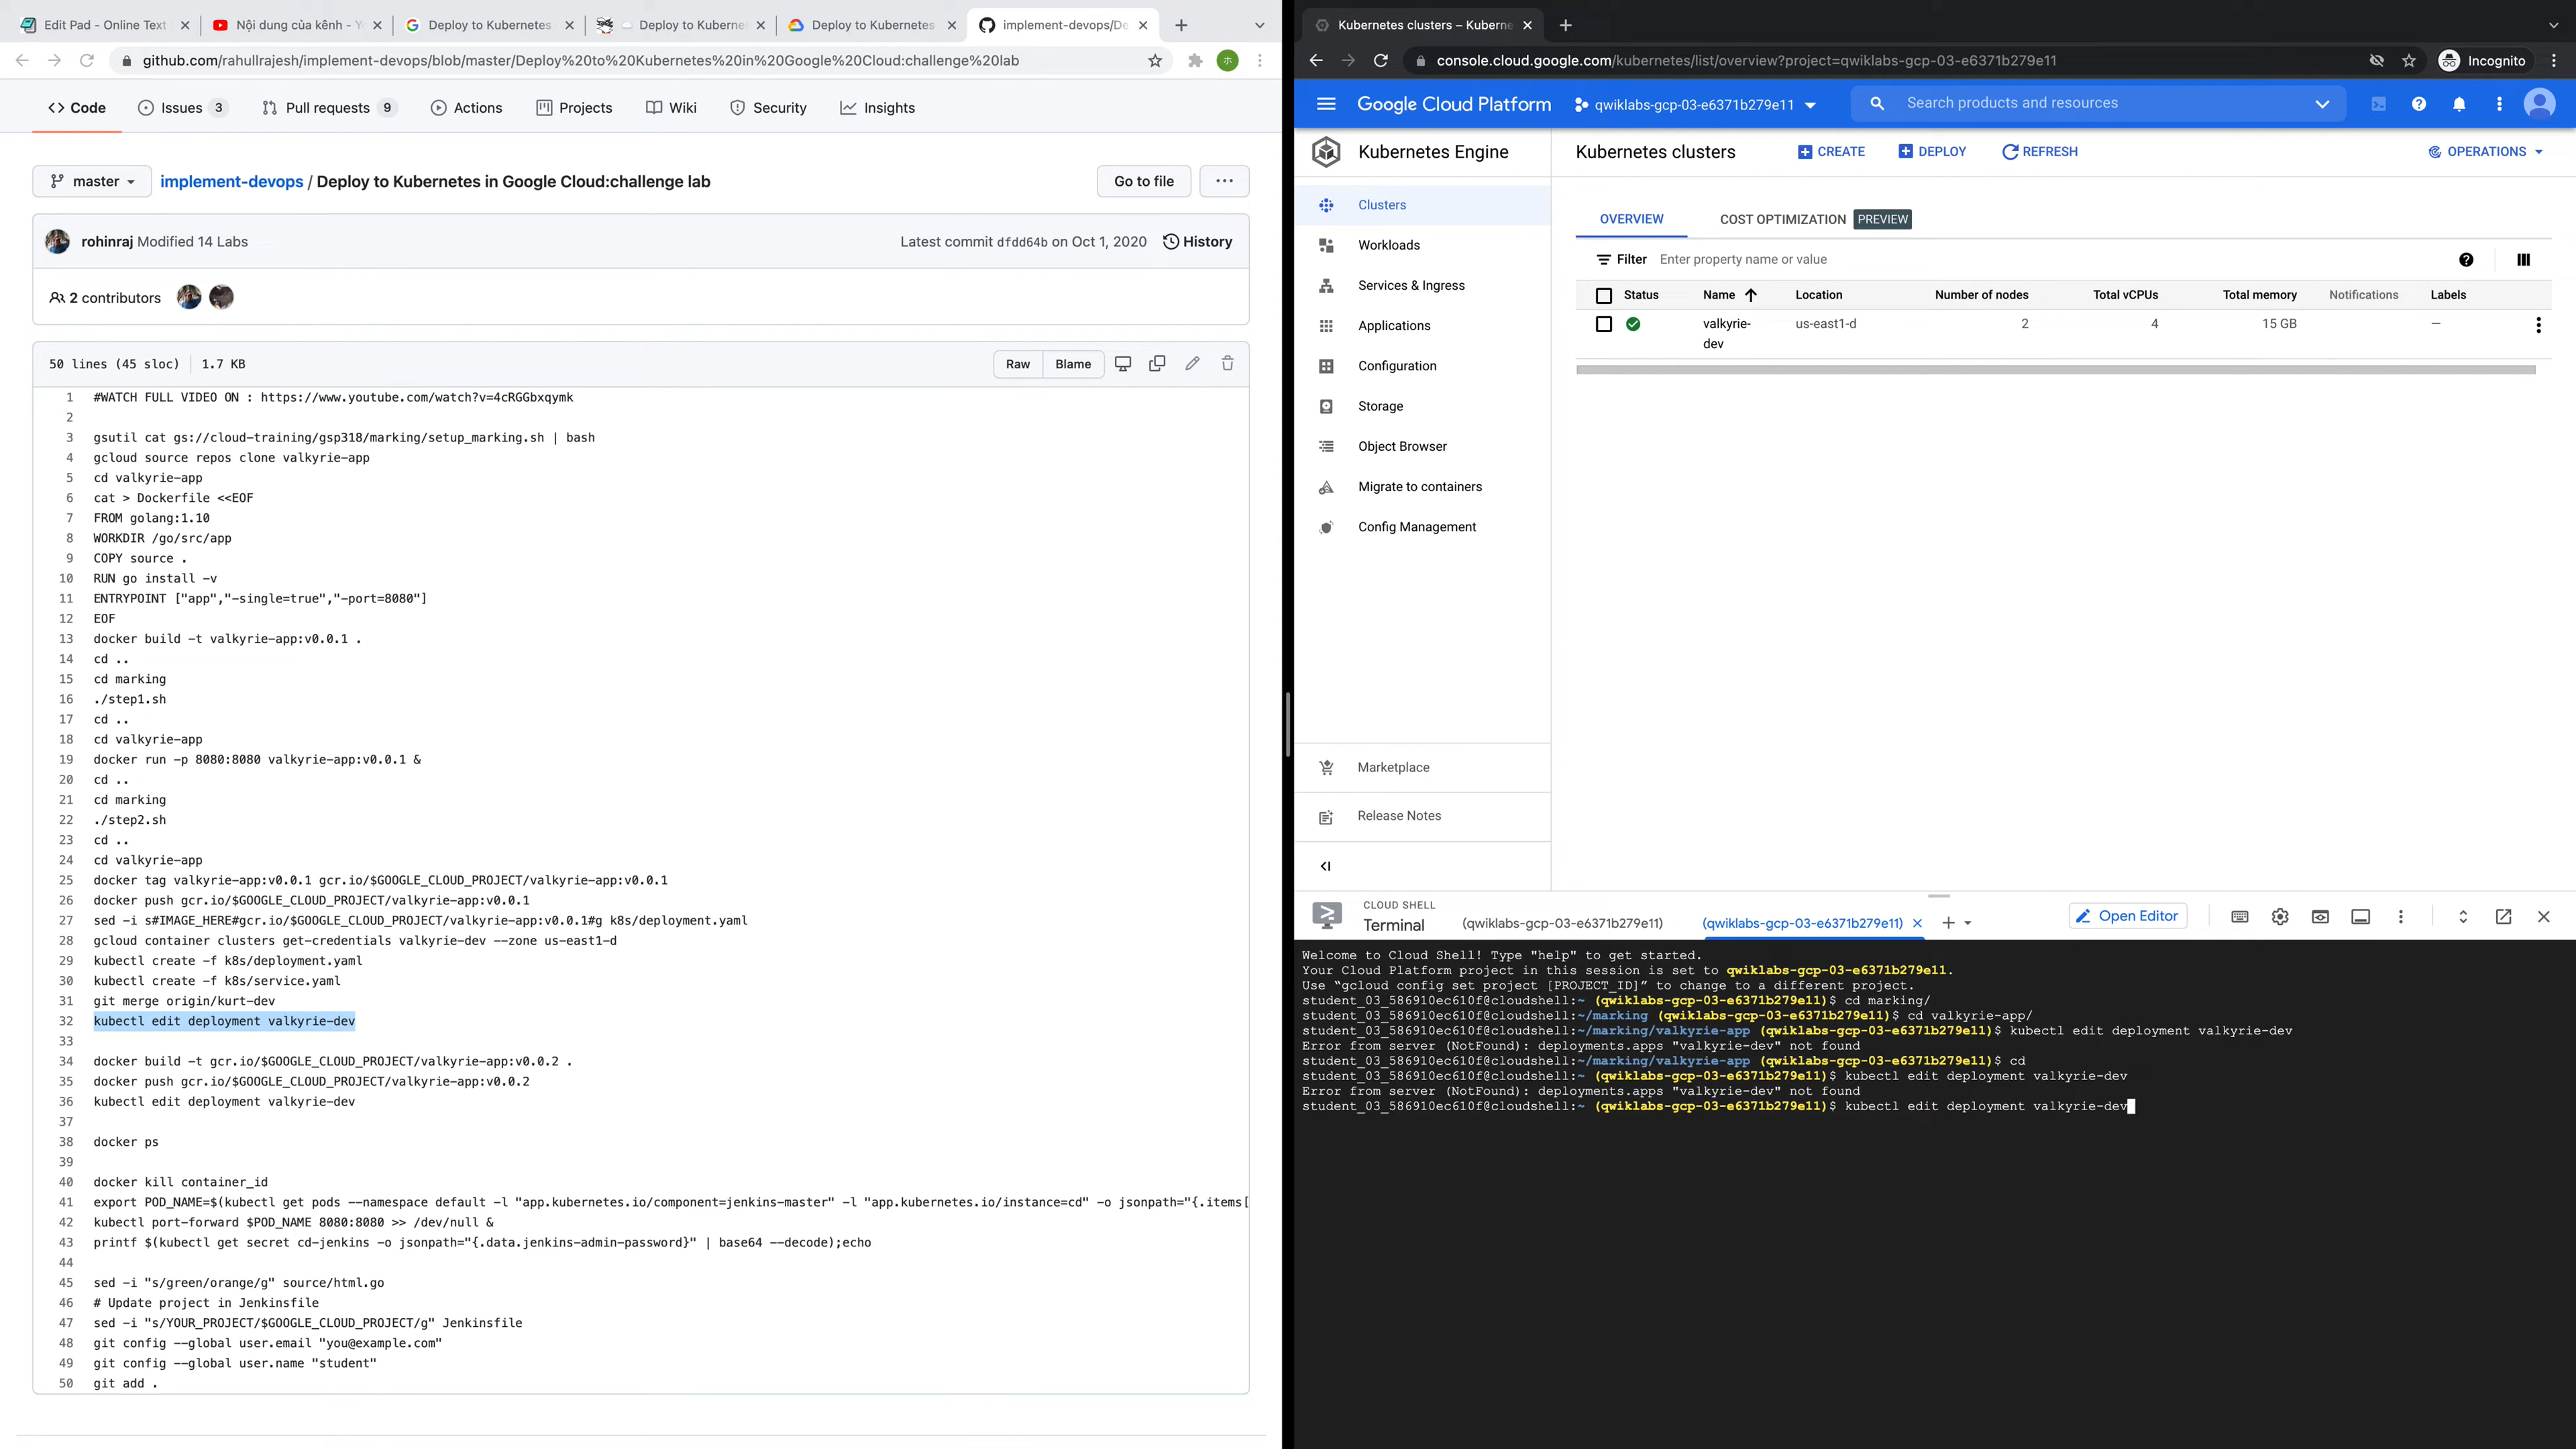 Edit Pad - Online Text
Nội dung của kênh - Y
Deploy to Kubernetes
Deploy to Kubernet
Deploy to Kubernetes
implement-devops/De
github.com/rahullrajesh/implement-devops/blob/master/Deploy%20to%20Kubernetes%20in%20Google%20Cloud:challenge%20lab
Code
Issues 3
Pull requests 9
Actions
Projects
Wiki
Security
Insights
master
implement-devops / Deploy to Kubernetes in Google Cloud:challenge lab
Go to file
rohinraj Modified 14 Labs
Latest commit dfdd64b on Oct 1, 2020
History
2 contributors
50 lines (45 sloc) 1.7 KB
Raw
Blame
1 #WATCH FULL VIDEO ON : https://www.youtube.com/watch?v=4cRGGbxqymk
2
3 gsutil cat gs://cloud-training/gsp318/marking/setup_marking.sh | bash
4 gcloud source repos clone valkyrie-app
5 cd valkyrie-app
6 cat > Dockerfile <<EOF
7 FROM golang:1.10
8 WORKDIR /go/src/app
9 COPY source .
10 RUN go install -v
11 ENTRYPOINT ["app","-single=true","-port=8080"]
12 EOF
13 docker build -t valkyrie-app:v0.0.1 .
14 cd ..
15 cd marking
16 ./step1.sh
17 cd ..
18 cd valkyrie-app
19 docker run -p 8080:8080 valkyrie-app:v0.0.1 &
20 cd ..
21 cd marking
22 ./step2.sh
23 cd ..
24 cd valkyrie-app
25 docker tag valkyrie-app:v0.0.1 gcr.io/$GOOGLE_CLOUD_PROJECT/valkyrie-app:v0.0.1
26 docker push gcr.io/$GOOGLE_CLOUD_PROJECT/valkyrie-app:v0.0.1
27 sed -i s#IMAGE_HERE#gcr.io/$GOOGLE_CLOUD_PROJECT/valkyrie-app:v0.0.1#g k8s/deployment.yaml
28 gcloud container clusters get-credentials valkyrie-dev --zone us-east1-d
29 kubectl create -f k8s/deployment.yaml
30 kubectl create -f k8s/service.yaml
31 git merge origin/kurt-dev
32 kubectl edit deployment valkyrie-dev
33
34 docker build -t gcr.io/$GOOGLE_CLOUD_PROJECT/valkyrie-app:v0.0.2 .
35 docker push gcr.io/$GOOGLE_CLOUD_PROJECT/valkyrie-app:v0.0.2
36 kubectl edit deployment valkyrie-dev
37
38 docker ps
39
40 docker kill container_id
41 export POD_NAME=$(kubectl get pods --namespace default -l "app.kubernetes.io/component=jenkins-master" -l "app.kubernetes.io/instance=cd" -o jsonpath="{.items[
42 kubectl port-forward $POD_NAME 8080:8080 >> /dev/null &
43 printf $(kubectl get secret cd-jenkins -o jsonpath="{.data.jenkins-admin-password}" | base64 --decode);echo
44
45 sed -i "s/green/orange/g" source/html.go
46 # Update project in Jenkinsfile
47 sed -i "s/YOUR_PROJECT/$GOOGLE_CLOUD_PROJECT/g" Jenkinsfile
48 git config --global user.email "you@example.com"
49 git config --global user.name "student"
50 git add .
Kubernetes clusters – Kuberne
console.cloud.google.com/kubernetes/list/overview?project=qwiklabs-gcp-03-e6371b279e11
Incognito
Google Cloud Platform
qwiklabs-gcp-03-e6371b279e11
Search products and resources
Kubernetes Engine
Kubernetes clusters
CREATE
DEPLOY
REFRESH
OPERATIONS
Clusters
Workloads
Services & Ingress
Applications
Configuration
Storage
Object Browser
Migrate to containers
Config Management
Marketplace
Release Notes
OVERVIEW
COST OPTIMIZATION PREVIEW
Filter Enter property name or value
Status Name Location Number of nodes Total vCPUs Total memory Notifications Labels
valkyrie-dev us-east1-d 2 4 15 GB –
CLOUD SHELL
Terminal
(qwiklabs-gcp-03-e6371b279e11)
(qwiklabs-gcp-03-e6371b279e11)
Open Editor
Welcome to Cloud Shell! Type "help" to get started.
Your Cloud Platform project in this session is set to qwiklabs-gcp-03-e6371b279e11.
Use “gcloud config set project [PROJECT_ID]” to change to a different project.
student_03_586910ec610f@cloudshell:~ (qwiklabs-gcp-03-e6371b279e11)$ cd marking/
student_03_586910ec610f@cloudshell:~/marking (qwiklabs-gcp-03-e6371b279e11)$ cd valkyrie-app/
student_03_586910ec610f@cloudshell:~/marking/valkyrie-app (qwiklabs-gcp-03-e6371b279e11)$ kubectl edit deployment valkyrie-dev
Error from server (NotFound): deployments.apps "valkyrie-dev" not found
student_03_586910ec610f@cloudshell:~/marking/valkyrie-app (qwiklabs-gcp-03-e6371b279e11)$ cd
student_03_586910ec610f@cloudshell:~ (qwiklabs-gcp-03-e6371b279e11)$ kubectl edit deployment valkyrie-dev
Error from server (NotFound): deployments.apps "valkyrie-dev" not found
student_03_586910ec610f@cloudshell:~ (qwiklabs-gcp-03-e6371b279e11)$ kubectl edit deployment valkyrie-dev